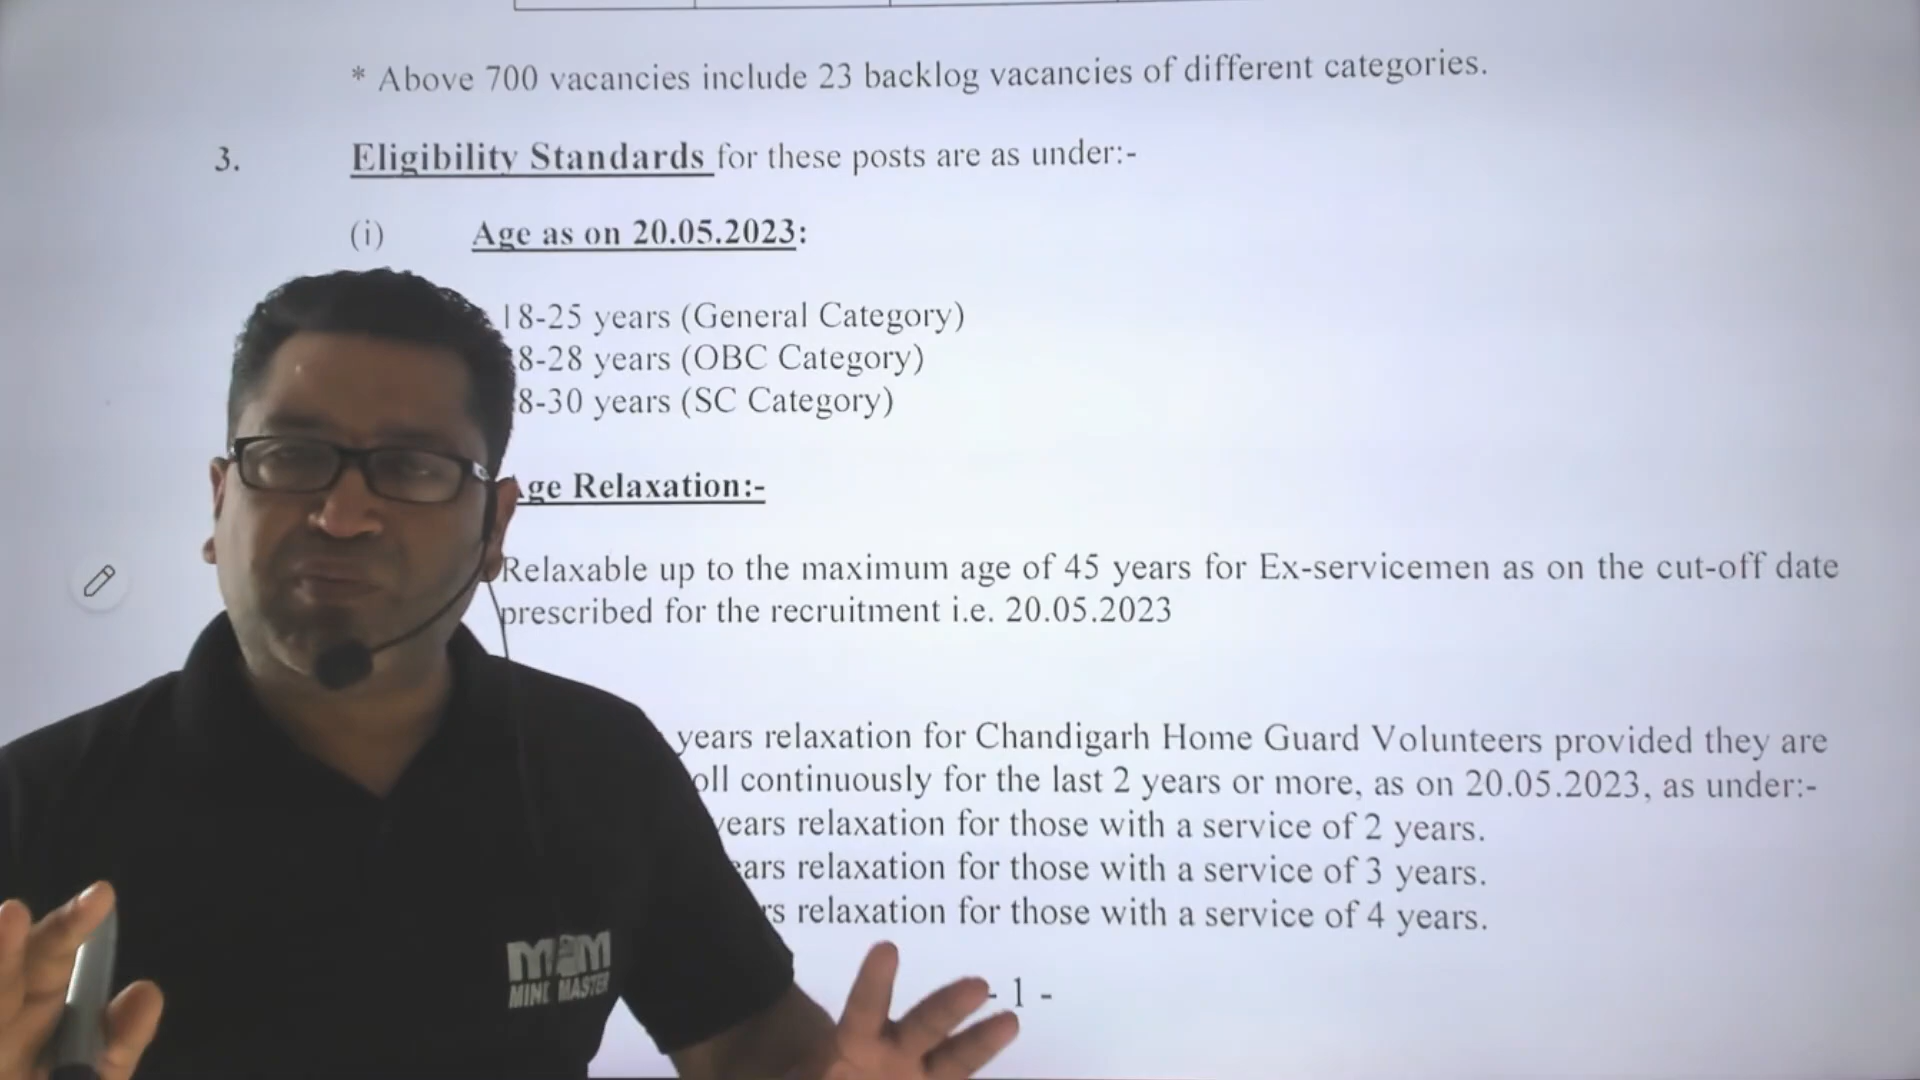 * Above 700 vacancies include 23 backlog vacancies of different categories.
3. Eligibility Standards for these posts are as under:-
(i) Age as on 20.05.2023:
18-25 years (General Category)
8-28 years (OBC Category)
8-30 years (SC Category)
ge Relaxation:-
Relaxable up to the maximum age of 45 years for Ex-servicemen as on the cut-off date
prescribed for the recruitment i.e. 20.05.2023
years relaxation for Chandigarh Home Guard Volunteers provided they are
oll continuously for the last 2 years or more, as on 20.05.2023, as under:-
years relaxation for those with a service of 2 years.
ars relaxation for those with a service of 3 years.
s relaxation for those with a service of 4 years.
- 1 -
MIND MASTER